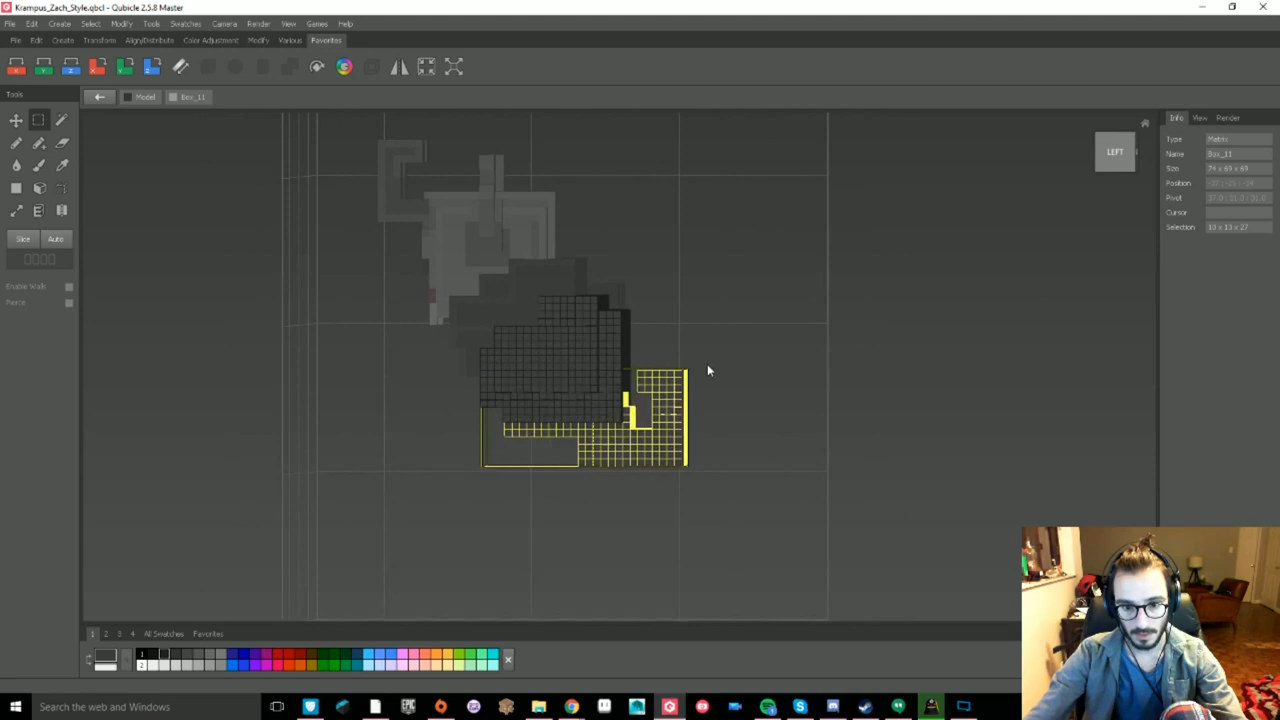 Krampus_Zach_Style.qbcl - Qubicle 2.5.8 Master
File Edit Create Select Modify Tools Swatches Camera Render View Games Help
File Edit Create Transform Align/Distribute Color Adjustment Modify Various Favorites
Tools
Model Box_11
Info View Render
LEFT
Type Matrix
Name Box_11
Size 74 x 69 x 69
Position
Pivot
Cursor
Selection
Slice Auto
Enable Walls
Pierce
1 2 3 4 All Swatches Favorites
1
2
Search the web and Windows
EPIC